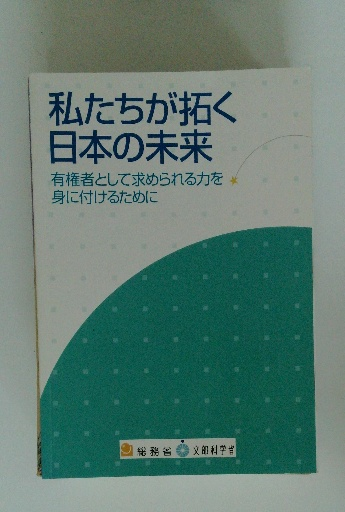 私たちが拓く
日本の未来
有権者として求められる力を
身に付けるために
総務省 文部科学省